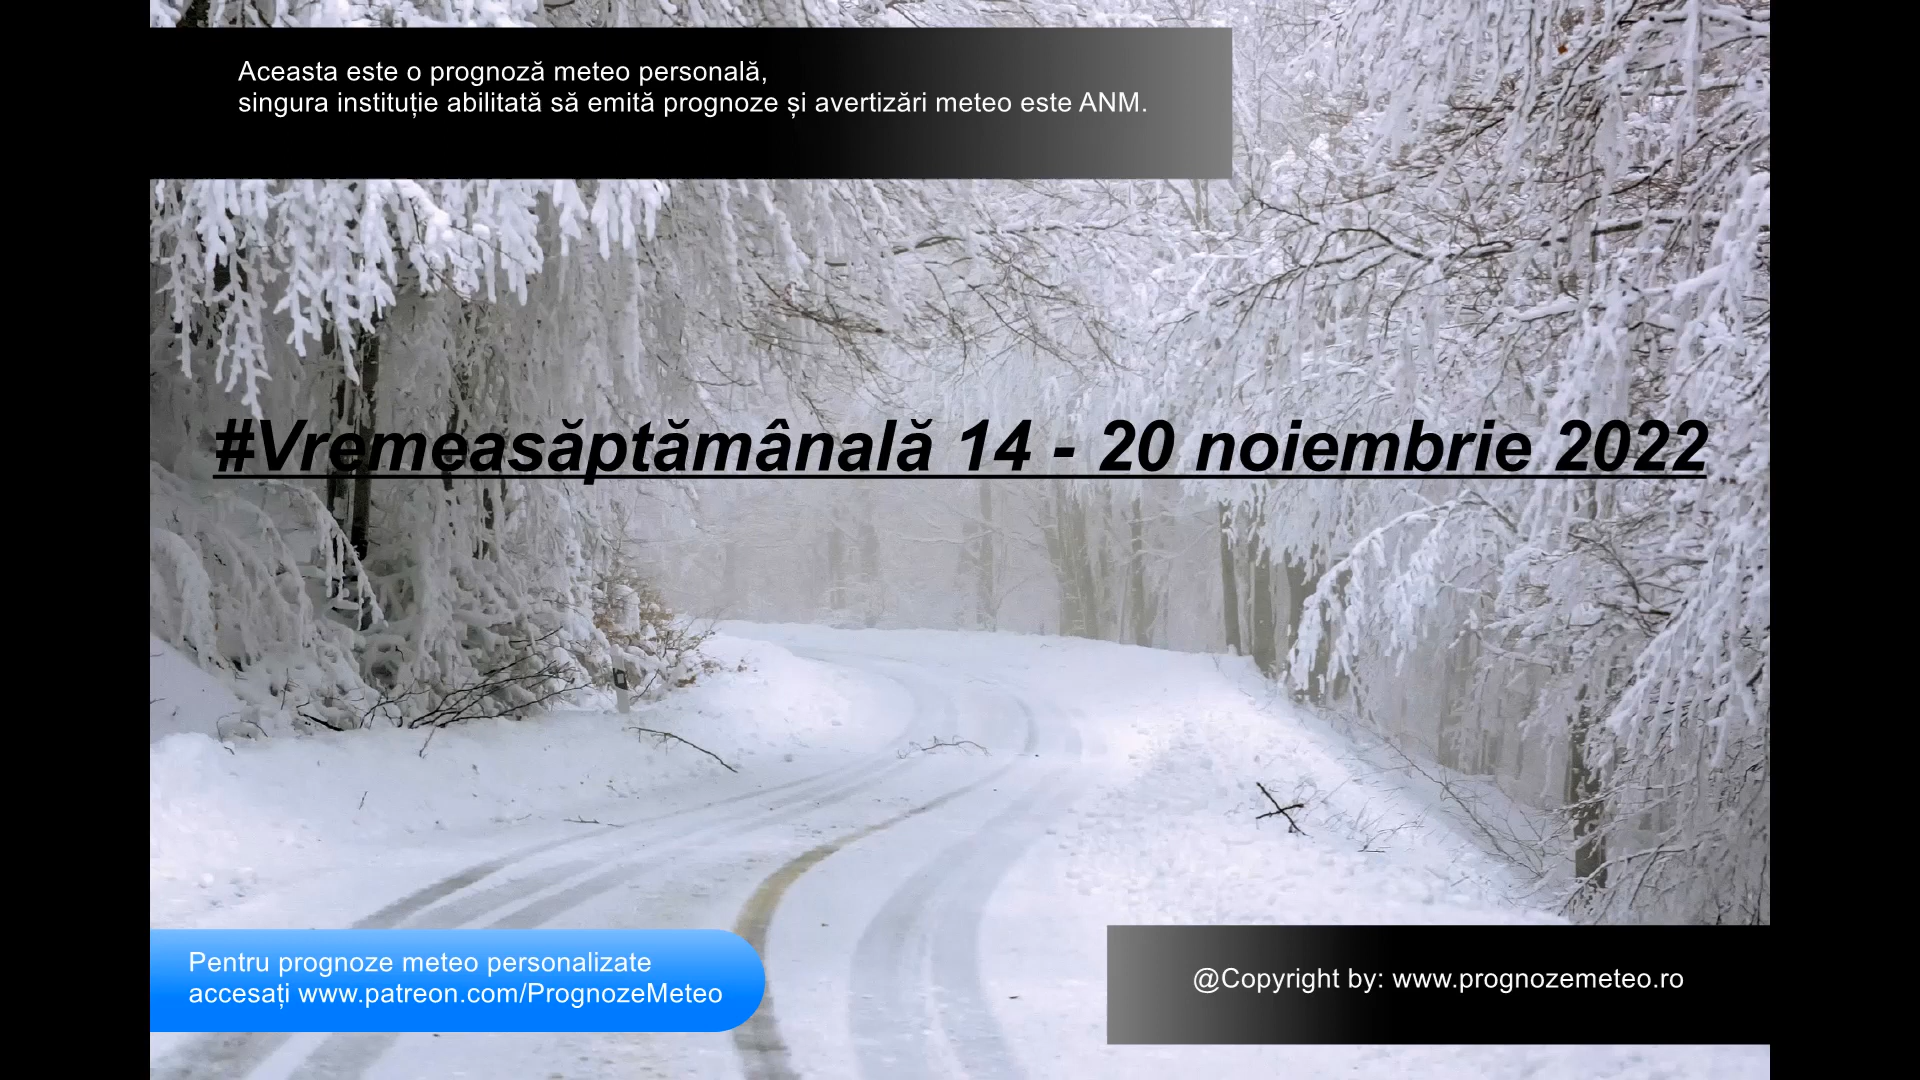 Aceasta este o prognoză meteo personală,
singura instituție abilitată să emită prognoze și avertizări meteo este ANM.
#Vremeasăptămânală 14 - 20 noiembrie 2022
Pentru prognoze meteo personalizate
accesați www.patreon.com/PrognozeMeteo
@Copyright by: www.prognozemeteo.ro